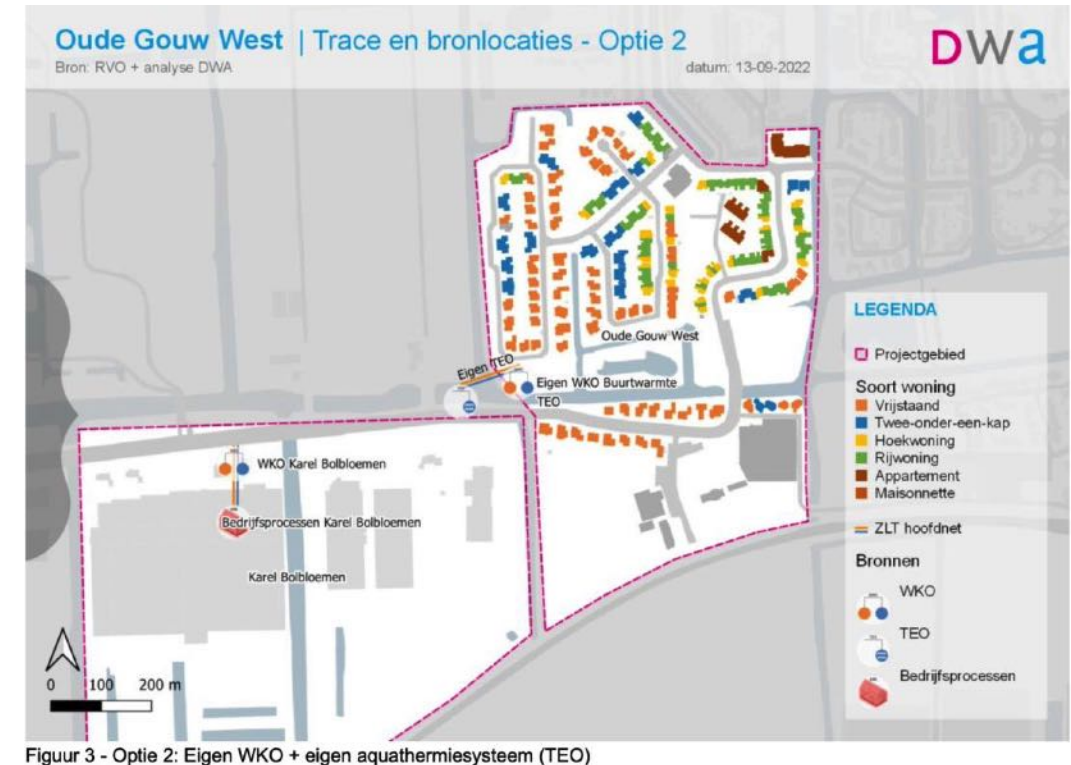 Oude Gouw West | Trace en bronlocaties - Optie 2
Bron: RVO + analyse DWA
datum: 13-09-2022
DWa
Oude Gouw West
Eigen TEO
Eigen WKO Buurtwarmte
TEO
WKO Karel Bolbloemen
Bedrijfsprocessen Karel Bolbloemen
Karel Bolbloemen
0 100 200 m
LEGENDA
Projectgebied
Soort woning
Vrijstaand
Twee-onder-een-kap
Hoekwoning
Rijwoning
Appartement
Maisonnette
ZLT hoofdnet
Bronnen
WKO
TEO
Bedrijfsprocessen
Figuur 3 - Optie 2: Eigen WKO + eigen aquathermiesysteem (TEO)